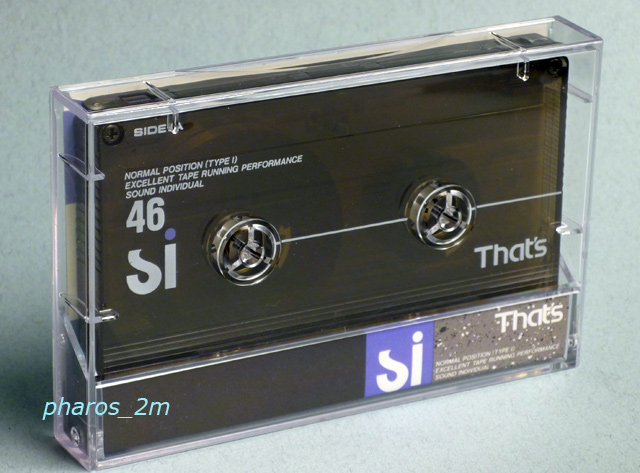 SIDE A
NORMAL POSITION (TYPE I)
EXCELLENT TAPE RUNNING PERFORMANCE
SOUND INDIVIDUAL
46
si
That's
That's
si
NORMAL POSITION (TYPE I)
EXCELLENT TAPE RUNNING PERFORMANCE
SOUND INDIVIDUAL
pharos_2m